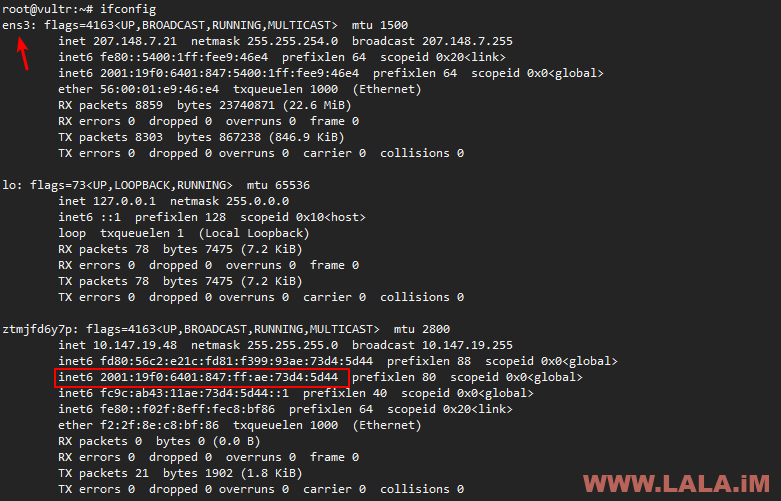 root@vultr:~# ifconfig
ens3: flags=4163<UP,BROADCAST,RUNNING,MULTICAST>  mtu 1500
        inet 207.148.7.21  netmask 255.255.254.0  broadcast 207.148.7.255
        inet6 fe80::5400:1ff:fee9:46e4  prefixlen 64  scopeid 0x20<link>
        inet6 2001:19f0:6401:847:5400:1ff:fee9:46e4  prefixlen 64  scopeid 0x0<global>
        ether 56:00:01:e9:46:e4  txqueuelen 1000  (Ethernet)
        RX packets 8859  bytes 23740871 (22.6 MiB)
        RX errors 0  dropped 0  overruns 0  frame 0
        TX packets 8303  bytes 867238 (846.9 KiB)
        TX errors 0  dropped 0 overruns 0  carrier 0  collisions 0
lo: flags=73<UP,LOOPBACK,RUNNING>  mtu 65536
        inet 127.0.0.1  netmask 255.0.0.0
        inet6 ::1  prefixlen 128  scopeid 0x10<host>
        loop  txqueuelen 1  (Local Loopback)
        RX packets 78  bytes 7475 (7.2 KiB)
        RX errors 0  dropped 0  overruns 0  frame 0
        TX packets 78  bytes 7475 (7.2 KiB)
        TX errors 0  dropped 0 overruns 0  carrier 0  collisions 0
ztmjfd6y7p: flags=4163<UP,BROADCAST,RUNNING,MULTICAST>  mtu 2800
        inet 10.147.19.48  netmask 255.255.255.0  broadcast 10.147.19.255
        inet6 fd80:56c2:e21c:fd81:f399:93ae:73d4:5d44  prefixlen 88  scopeid 0x0<global>
        inet6 2001:19f0:6401:847:ff:ae:73d4:5d44  prefixlen 80  scopeid 0x0<global>
        inet6 fc9c:ab43:11ae:73d4:5d44::1  prefixlen 40  scopeid 0x0<global>
        inet6 fe80::f02f:8eff:fec8:bf86  prefixlen 64  scopeid 0x20<link>
        ether f2:2f:8e:c8:bf:86  txqueuelen 1000  (Ethernet)
        RX packets 0  bytes 0 (0.0 B)
        RX errors 0  dropped 0  overruns 0  frame 0
        TX packets 21  bytes 1902 (1.8 KiB)
        TX errors 0  dropped 0 overruns 0  carrier 0  collisions 0
WWW.LALA.iM